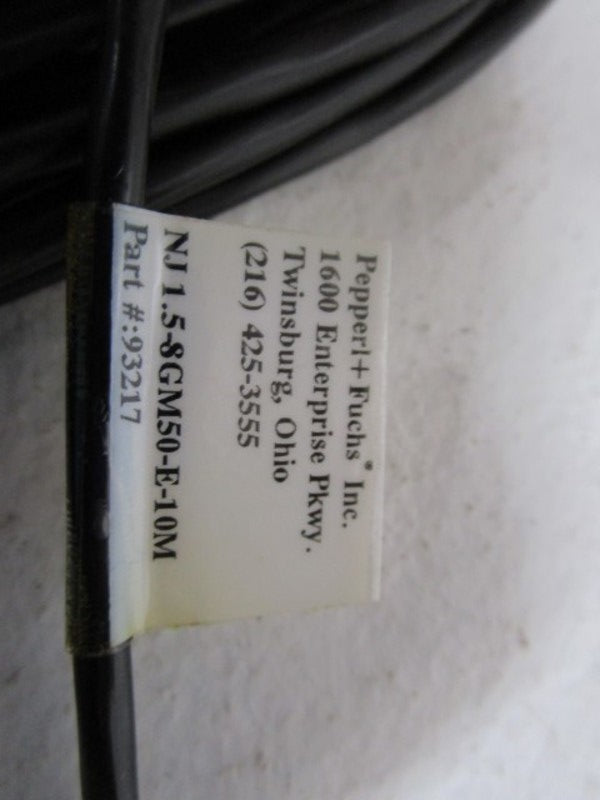 Pepperl+Fuchs® Inc.
1600 Enterprise Pkwy.
Twinsburg, Ohio
(216) 425-3555
NJ 1.5-8GM50-E-10M
Part #:93217